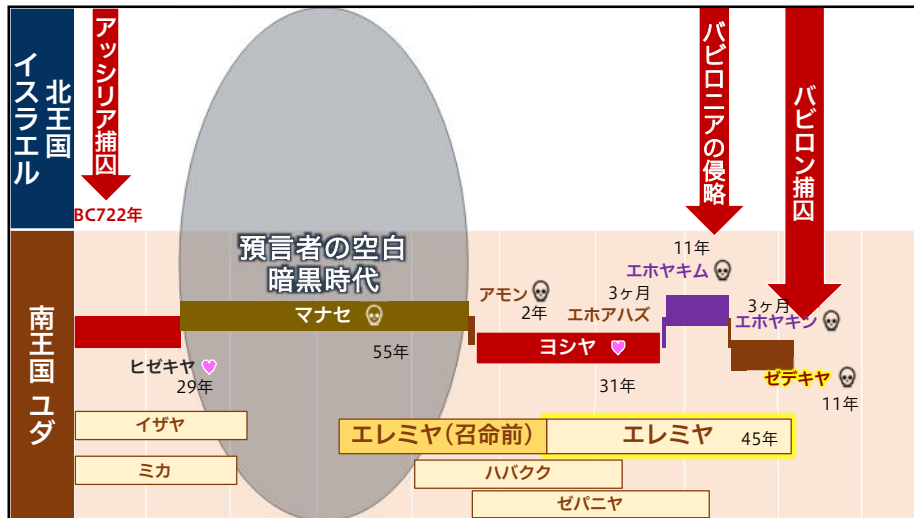 北王国
イスラエル
アッシリア捕囚
BC722年
バビロニアの侵略
バビロン捕囚
南王国 ユダ
預言者の空白
暗黒時代
マナセ
55年
ヒゼキヤ
29年
アモン
2年
ヨシヤ
31年
3ヶ月
エホアハズ
11年
エホヤキム
3ヶ月
エホヤキン
ゼデキヤ
11年
イザヤ
ミカ
エレミヤ(召命前)
エレミヤ 45年
ハバクク
ゼパニヤ